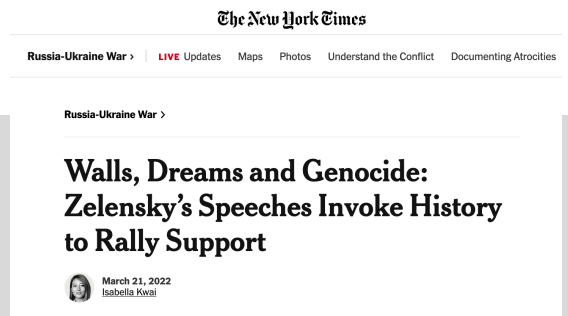 The New York Times
Russia-Ukraine War › LIVE Updates Maps Photos Understand the Conflict Documenting Atrocities
Russia-Ukraine War >
Walls, Dreams and Genocide:
Zelensky’s Speeches Invoke History
to Rally Support
March 21, 2022
Isabella Kwai